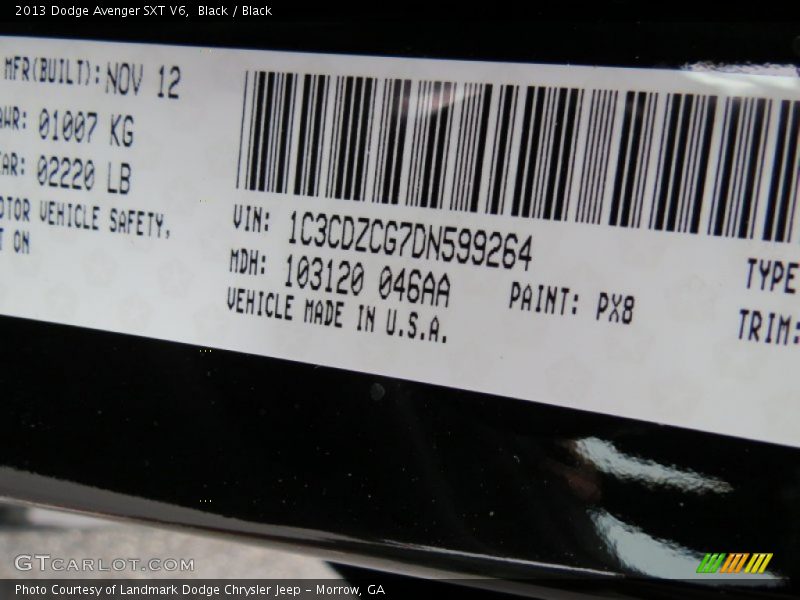 2013 Dodge Avenger SXT V6,  Black / Black
MFR(BUILT): NOV 12
01007 KG
02220 LB
VEHICLE SAFETY,
ON
VIN: 1C3CDZCG7DN599264
MDH: 103120 046AA
PAINT: PX8
VEHICLE MADE IN U.S.A.
TYPE
TRIM:
GTCARLOT.COM
Photo Courtesy of Landmark Dodge Chrysler Jeep – Morrow, GA